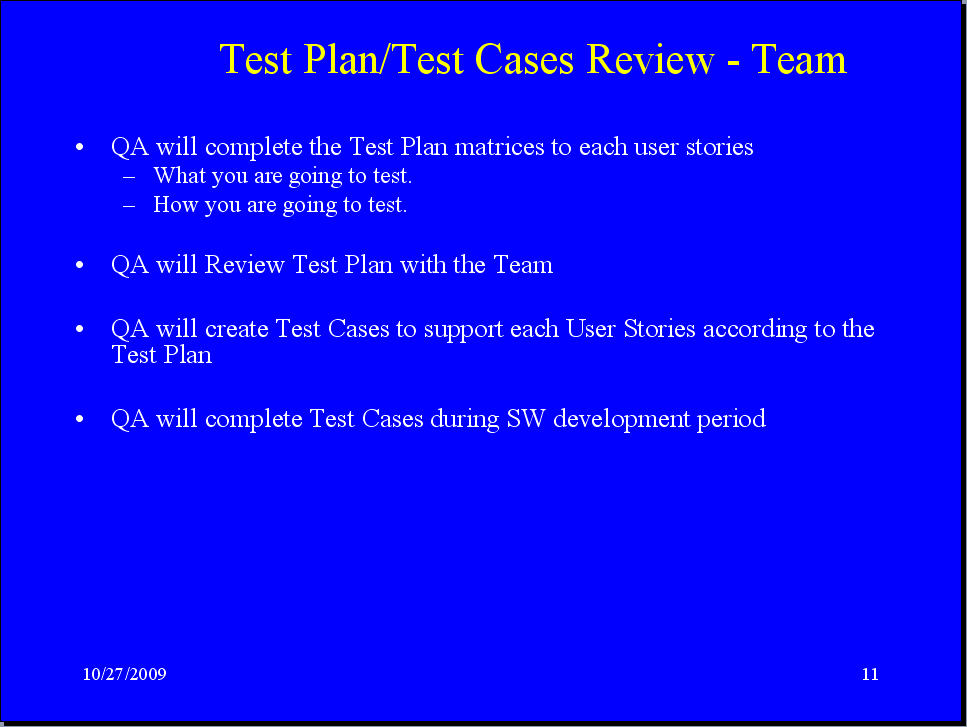 Test Plan/Test Cases Review - Team
• QA will complete the Test Plan matrices to each user stories
– What you are going to test.
– How you are going to test.
• QA will Review Test Plan with the Team
• QA will create Test Cases to support each User Stories according to the
Test Plan
• QA will complete Test Cases during SW development period
10/27/2009
11